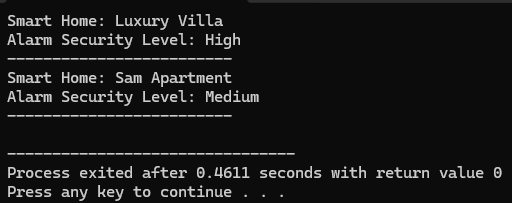 Smart Home: Luxury Villa
Alarm Security Level: High
-------------------------
Smart Home: Sam Apartment
Alarm Security Level: Medium
-------------------------
--------------------------------
Process exited after 0.4611 seconds with return value 0
Press any key to continue . . .